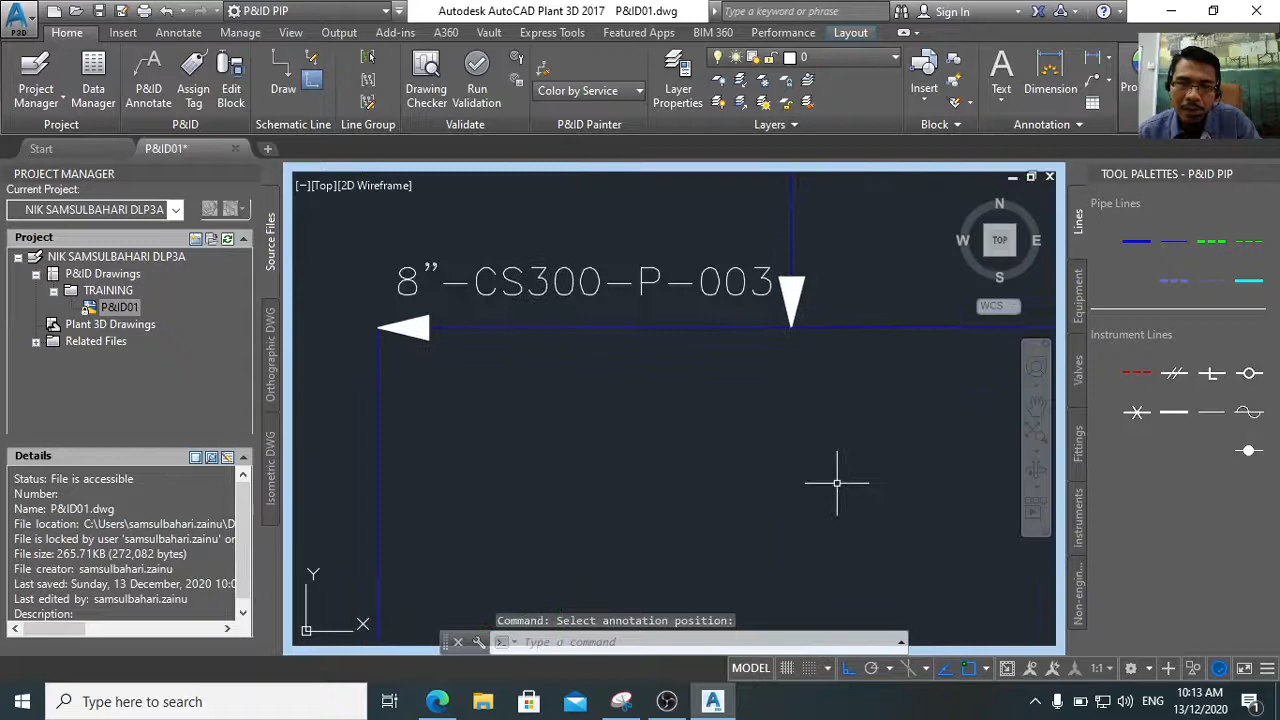 P3D
P&ID PIP
Autodesk AutoCAD Plant 3D 2017 P&ID01.dwg
Type a keyword or phrase
Sign In
Home Insert Annotate Manage View Output Add-ins A360 Vault Express Tools Featured Apps BIM 360 Performance Layout
Project Manager
Data Manager
P&ID Annotate
Assign Tag
Edit Block
Draw
Drawing Checker
Run Validation
Color by Service
Layer Properties
0
Insert
Text
Dimension
Project
P&ID
Schematic Line
Line Group
Validate
P&ID Painter
Layers
Block
Annotation
Start
P&ID01*
PROJECT MANAGER
Current Project:
NIK SAMSULBAHARI DLP3A
Project
NIK SAMSULBAHARI DLP3A
P&ID Drawings
TRAINING
P&ID01
Plant 3D Drawings
Related Files
Source Files
Orthographic DWG
Isometric DWG
Details
Status: File is accessible
Number:
Name: P&ID01.dwg
File location: C:\Users\samsulbahari.zainu\D
File is locked by user 'samsulbahari.zainu' or
File size: 265.71KB (272,082 bytes)
File creator: samsulbahari.zainu
Last saved: Sunday, 13 December, 2020 10:0
Last edited by: samsulbahari.zainu
Description:
[−][Top][2D Wireframe]
8”-CS300-P-003
N
W TOP E
S
WCS
Y
X
Command: Select annotation position:
Type a command
TOOL PALETTES - P&ID PIP
Lines
Equipment
Valves
Fittings
Instruments
Non-engin...
Pipe Lines
Instrument Lines
MODEL
1:1
Type here to search
ENG
10:13 AM
13/12/2020
1